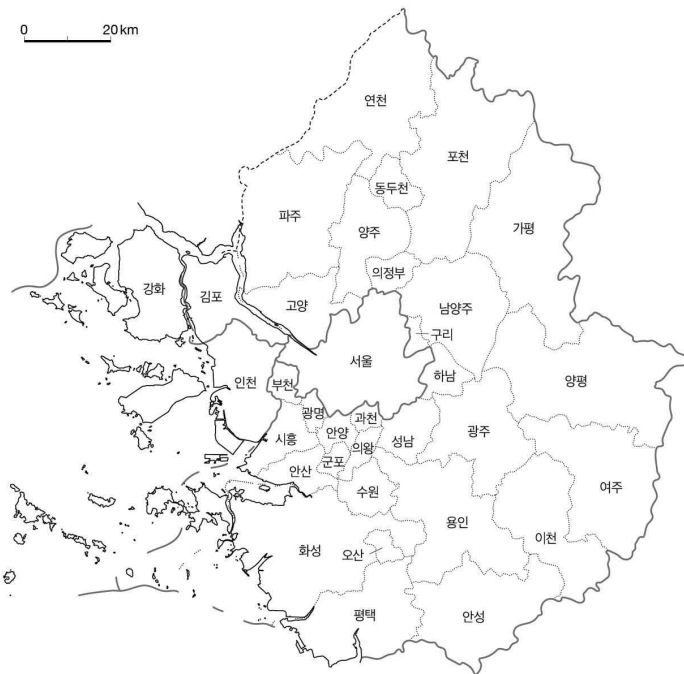 0 20 km
연천
포천
동두천
파주
양주
가평
의정부
강화
김포
고양
남양주
구리
서울
인천
부천
하남
양평
광명
과천
시흥
안양
성남
광주
의왕
군포
안산
수원
여주
용인
이천
화성
오산
평택
안성